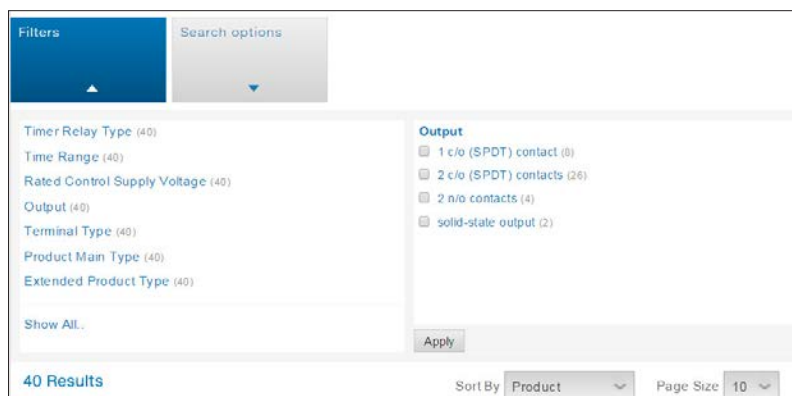 Filters
Search options
Timer Relay Type (40)
Time Range (40)
Rated Control Supply Voltage (40)
Output (40)
Terminal Type (40)
Product Main Type (40)
Extended Product Type (40)
Show All..
Output
1 c/o (SPDT) contact (8)
2 c/o (SPDT) contacts (26)
2 n/o contacts (4)
solid-state output (2)
Apply
40 Results
Sort By Product
Page Size 10